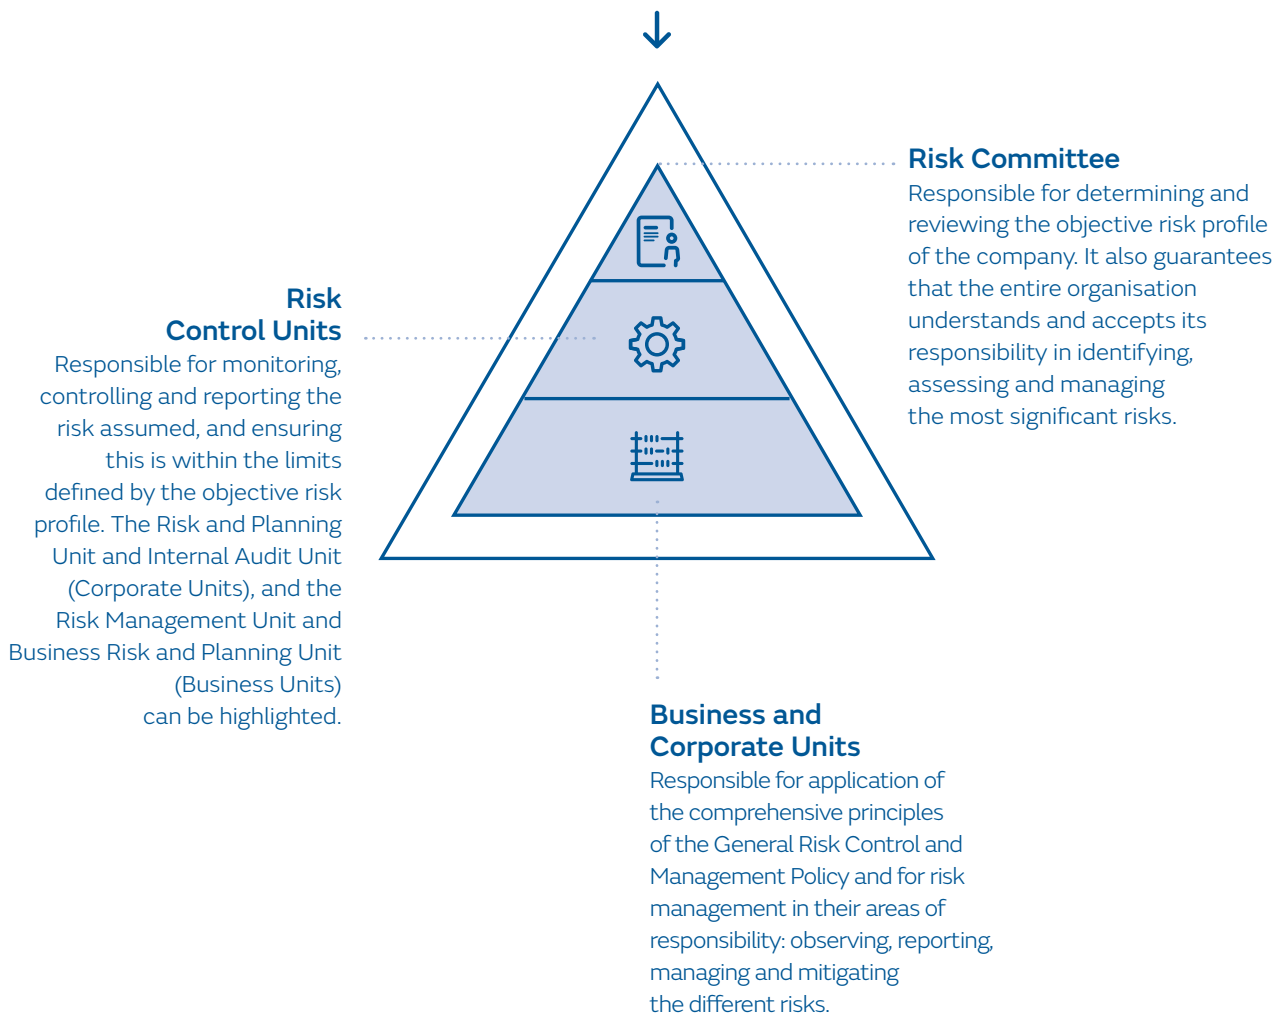 Risk Committee
Responsible for determining and
reviewing the objective risk profile
of the company. It also guarantees
that the entire organisation
understands and accepts its
responsibility in identifying,
assessing and managing
the most significant risks.
Risk
Control Units
Responsible for monitoring,
controlling and reporting the
risk assumed, and ensuring
this is within the limits
defined by the objective risk
profile. The Risk and Planning
Unit and Internal Audit Unit
(Corporate Units), and the
Risk Management Unit and
Business Risk and Planning Unit
(Business Units)
can be highlighted.
Business and
Corporate Units
Responsible for application of
the comprehensive principles
of the General Risk Control and
Management Policy and for risk
management in their areas of
responsibility: observing, reporting,
managing and mitigating
the different risks.